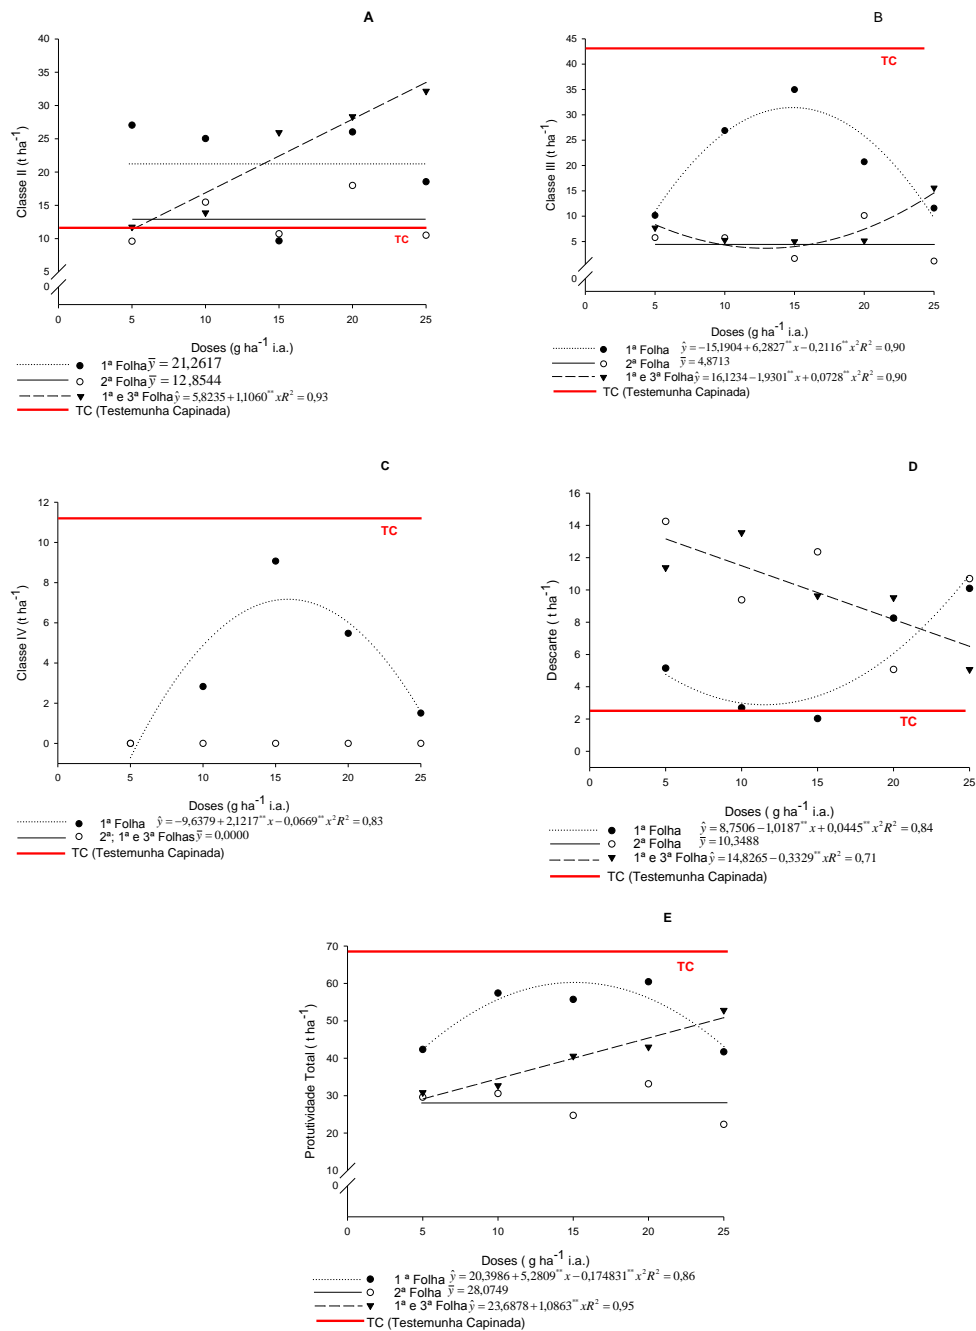 A
Classe II (t ha-1)
40
35
30
25
20
15
10
5
0
TC
0 5 10 15 20 25
Doses (g ha-1 i.a.)
1ª Folha ȳ = 21,2617
2ª Folha ȳ = 12,8544
1ª e 3ª Folha ŷ = 5,8235+1,1060** xR² = 0,93
TC (Testemunha Capinada)
B
Classe III (t ha-1)
45
40
35
30
25
20
15
10
5
0
TC
0 5 10 15 20 25
Doses (g ha-1 i.a.)
1ª Folha ŷ = −15,1904+6,2827** x−0,2116** x² R² = 0,90
2ª Folha ȳ = 4,8713
1ª e 3ª Folha ŷ = 16,1234−1,9301** x+0,0728** x² R² = 0,90
TC (Testemunha Capinada)
C
Classe IV (t ha-1)
12
10
8
6
4
2
0
TC
0 5 10 15 20 25
Doses (g ha-1 i.a.)
1ª Folha ŷ = −9,6379+2,1217** x−0,0669** x² R² = 0,83
2ª; 1ª e 3ª Folhas ȳ = 0,0000
TC (Testemunha Capinada)
D
Descarte ( t ha-1)
16
14
12
10
8
6
4
2
0
TC
0 5 10 15 20 25
Doses ( g ha-1 i.a.)
1ª Folha ŷ = 8,7506−1,0187** x+0,0445** x² R² = 0,84
2ª Folha ȳ = 10,3488
1ª e 3ª Folha ŷ = 14,8265−0,3329** xR² = 0,71
TC (Testemunha Capinada)
E
Protutividade Total ( t ha-1)
70
60
50
40
30
20
10
0
TC
0 5 10 15 20 25
Doses ( g ha-1 i.a.)
1 ª Folha ŷ = 20,3986+5,2809** x−0,174831** x² R² = 0,86
2ª Folha ȳ = 28,0749
1ª e 3ª Folha ŷ = 23,6878+1,0863** xR² = 0,95
TC (Testemunha Capinada)